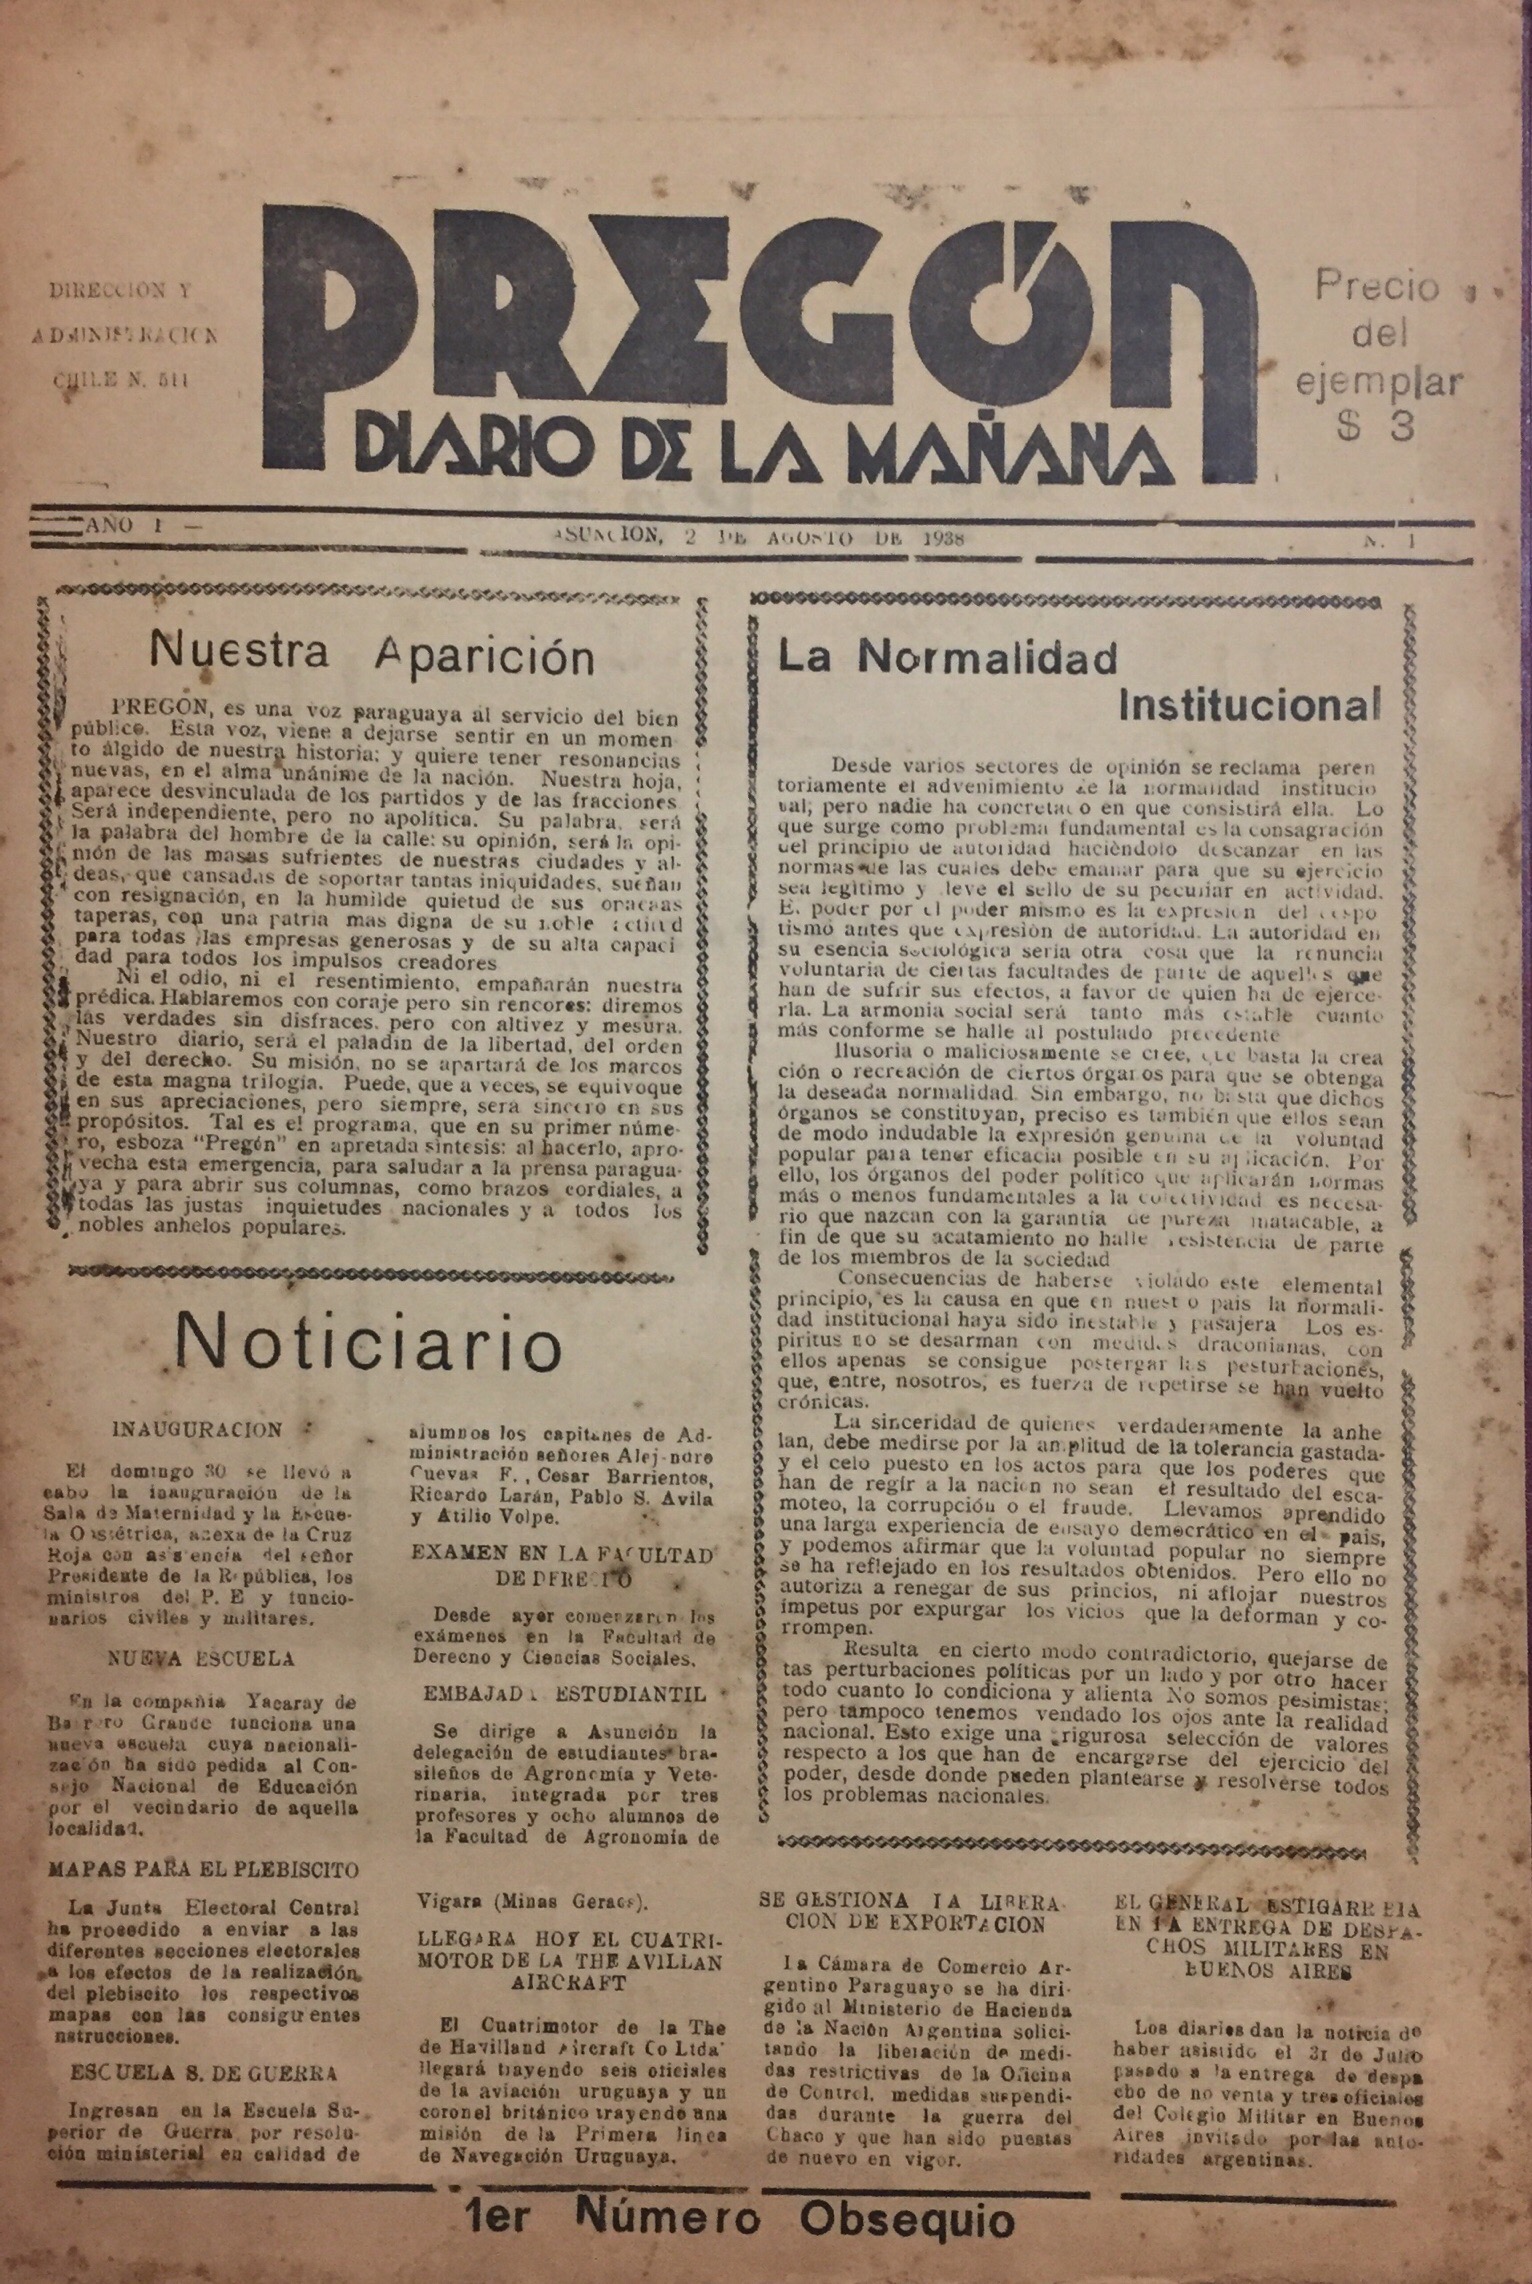 DIRECCION Y
ADMINISTRACION
CHILE N. 511
PREGÓN
DIARIO DE LA MAÑANA
Precio
del
ejemplar
$ 3
AÑO I —
ASUNCION, 2 DE AGOSTO DE 1938
N. 1
Nuestra Aparición
PREGON, es una voz paraguaya al servicio del bien
público. Esta voz, viene a dejarse sentir en un momen
to álgido de nuestra historia; y quiere tener resonancias
nuevas, en el alma unánime de la nación. Nuestra hoja,
aparece desvinculada de los partidos y de las fracciones
Será independiente, pero no apolítica. Su palabra, será
la palabra del hombre de la calle: su opinión, será la opi-
nión de las masas sufrientes de nuestras ciudades y al-
deas, que cansadas de soportar tantas iniquidades, sueñan
con resignación, en la humilde quietud de sus opacas
taperas, con una patria mas digna de su noble actitud
para todas las empresas generosas y de su alta capaci
dad para todos los impulsos creadores
Ni el odio, ni el resentimiento, empañarán nuestra
prédica. Hablaremos con coraje pero sin rencores: diremos
las verdades sin disfraces, pero con altivez y mesura.
Nuestro diario, será el paladín de la libertad, del orden
y del derecho. Su misión, no se apartará de los marcos
de esta magna trilogía. Puede, que a veces, se equivoque
en sus apreciaciones, pero siempre, será sincero en sus
propósitos. Tal es el programa, que en su primer núme-
ro, esboza "Pregón" en apretada síntesis: al hacerlo, apro-
vecha esta emergencia, para saludar a la prensa paragua-
ya y para abrir sus columnas, como brazos cordiales, a
todas las justas inquietudes nacionales y a todos los
nobles anhelos populares.
La Normalidad
Institucional
Desde varios sectores de opinión se reclama peren
toriamente el advenimiento de la normalidad institucio
nal; pero nadie ha concretado en que consistirá ella. Lo
que surge como problema fundamental es la consagración
del principio de autoridad haciéndolo descanzar en las
normas de las cuales debe emanar para que su ejercicio
sea legítimo y lleve el sello de su peculiar en actividad.
E. poder por el poder mismo es la expresion del despo
tismo antes que expresión de autoridad. La autoridad en
su esencia sociológica sería otra cosa que la renuncia
voluntaria de ciertas facultades de parte de aquellos que
han de sufrir sus efectos, a favor de quien ha de ejerce-
rla. La armonía social será tanto más estable cuanto
más conforme se halle al postulado precedente
Ilusoria o maliciosamente se cree, que basta la crea
ción o recreación de ciertos órganos para que se obtenga
la deseada normalidad. Sin embargo, no basta que dichos
órganos se constituyan, preciso es también que ellos sean
de modo indudable la expresión genuina de la voluntad
popular para tener eficacia posible en su aplicación. Por
ello, los órganos del poder político que aplicarán normas
más o menos fundamentales a la colectividad es necesa-
rio que nazcan con la garantía de pureza inatacable, a
fin de que su acatamiento no halle resistencia de parte
de los miembros de la sociedad
Consecuencias de haberse violado este elemental
principio, es la causa en que en nuestro país la normali-
dad institucional haya sido inestable y pasajera Los es-
píritus no se desarman con medidas draconianas, con
ellos apenas se consigue postergar las pesturbaciones,
que, entre, nosotros, es fuerza de repetirse se han vuelto
crónicas.
La sinceridad de quienes verdaderamente la anhe
lan, debe medirse por la amplitud de la tolerancia gastada-
y el celo puesto en los actos para que los poderes que
han de regir a la nación no sean el resultado del esca-
moteo, la corrupción o el fraude. Llevamos aprendido
una larga experiencia de ensayo democrático en el país,
y podemos afirmar que la voluntad popular no siempre
se ha reflejado en los resultados obtenidos. Pero ello no
autoriza a renegar de sus princios, ni aflojar nuestros
ímpetus por expurgar los vicios que la deforman y co-
rrompen.
Resulta en cierto modo contradictorio, quejarse de
tas perturbaciones políticas por un lado y por otro hacer
todo cuanto lo condiciona y alienta No somos pesimistas;
pero tampoco tenemos vendado los ojos ante la realidad
nacional. Esto exige una rigurosa selección de valores
respecto a los que han de encargarse del ejercicio del
poder, desde donde pueden plantearse y resolverse todos
los problemas nacionales.
Noticiario
INAUGURACION
El domingo 30 se llevó a
cabo la inauguración de la
Sala de Maternidad y la Escue-
la Obstétrica, anexa de la Cruz
Roja con asistencia del señor
Presidente de la República, los
ministros del P. E y funcio-
narios civiles y militares.
NUEVA ESCUELA
En la compañía Yacaray de
Barrero Grande funciona una
nueva escuela cuya nacionali-
zación ha sido pedida al Con-
sejo Nacional de Educación
por el vecindario de aquella
localidad.
MAPAS PARA EL PLEBISCITO
La Junta Electoral Central
ha procedido a enviar a las
diferentes secciones electorales
a los efectos de la realización
del plebiscito los respectivos
mapas con las consiguientes
nstrucciones.
ESCUELA S. DE GUERRA
Ingresan en la Escuela Su-
perior de Guerra por resolu-
ción ministerial en calidad de
alumnos los capitanes de Ad-
ministración señores Alejandro
Cuevas F., Cesar Barrientos,
Ricardo Larán, Pablo S. Avila
y Atilio Volpe.
EXAMEN EN LA FACULTAD
DE DERECHO
Desde ayer comenzaron los
exámenes en la Facultad de
Derecho y Ciencias Sociales.
EMBAJADA ESTUDIANTIL
Se dirige a Asunción la
delegación de estudiantes bra-
sileños de Agronomía y Vete-
rinaria, integrada por tres
profesores y ocho alumnos de
la Facultad de Agronomía de
Vigara (Minas Geraes).
LLEGARA HOY EL CUATRI-
MOTOR DE LA THE AVILLAN
AIRCRAFT
El Cuatrimotor de la The
de Havilland Aircraft Co Ltda'
llegará trayendo seis oficiales
de la aviación uruguaya y un
coronel británico trayendo una
misión de la Primera línea
de Navegación Uruguaya.
SE GESTIONA LA LIBERA-
CION DE EXPORTACION
La Cámara de Comercio Ar-
gentino Paraguayo se ha diri-
gido al Ministerio de Hacienda
de la Nación Argentina solici-
tando la liberación de medi-
das restrictivas de la Oficina
de Control, medidas suspendi-
das durante la guerra del
Chaco y que han sido puestas
de nuevo en vigor.
EL GENERAL ESTIGARRIBIA
EN LA ENTREGA DE DESPA-
CHOS MILITARES EN
BUENOS AIRES
Los diarios dan la noticia de
haber asistido el 31 de Julio
pasado a la entrega de despa
cho de no venta y tres oficiales
del Colegio Militar en Buenos
Aires invitado por las auto-
ridades argentinas.
1er Número Obsequio